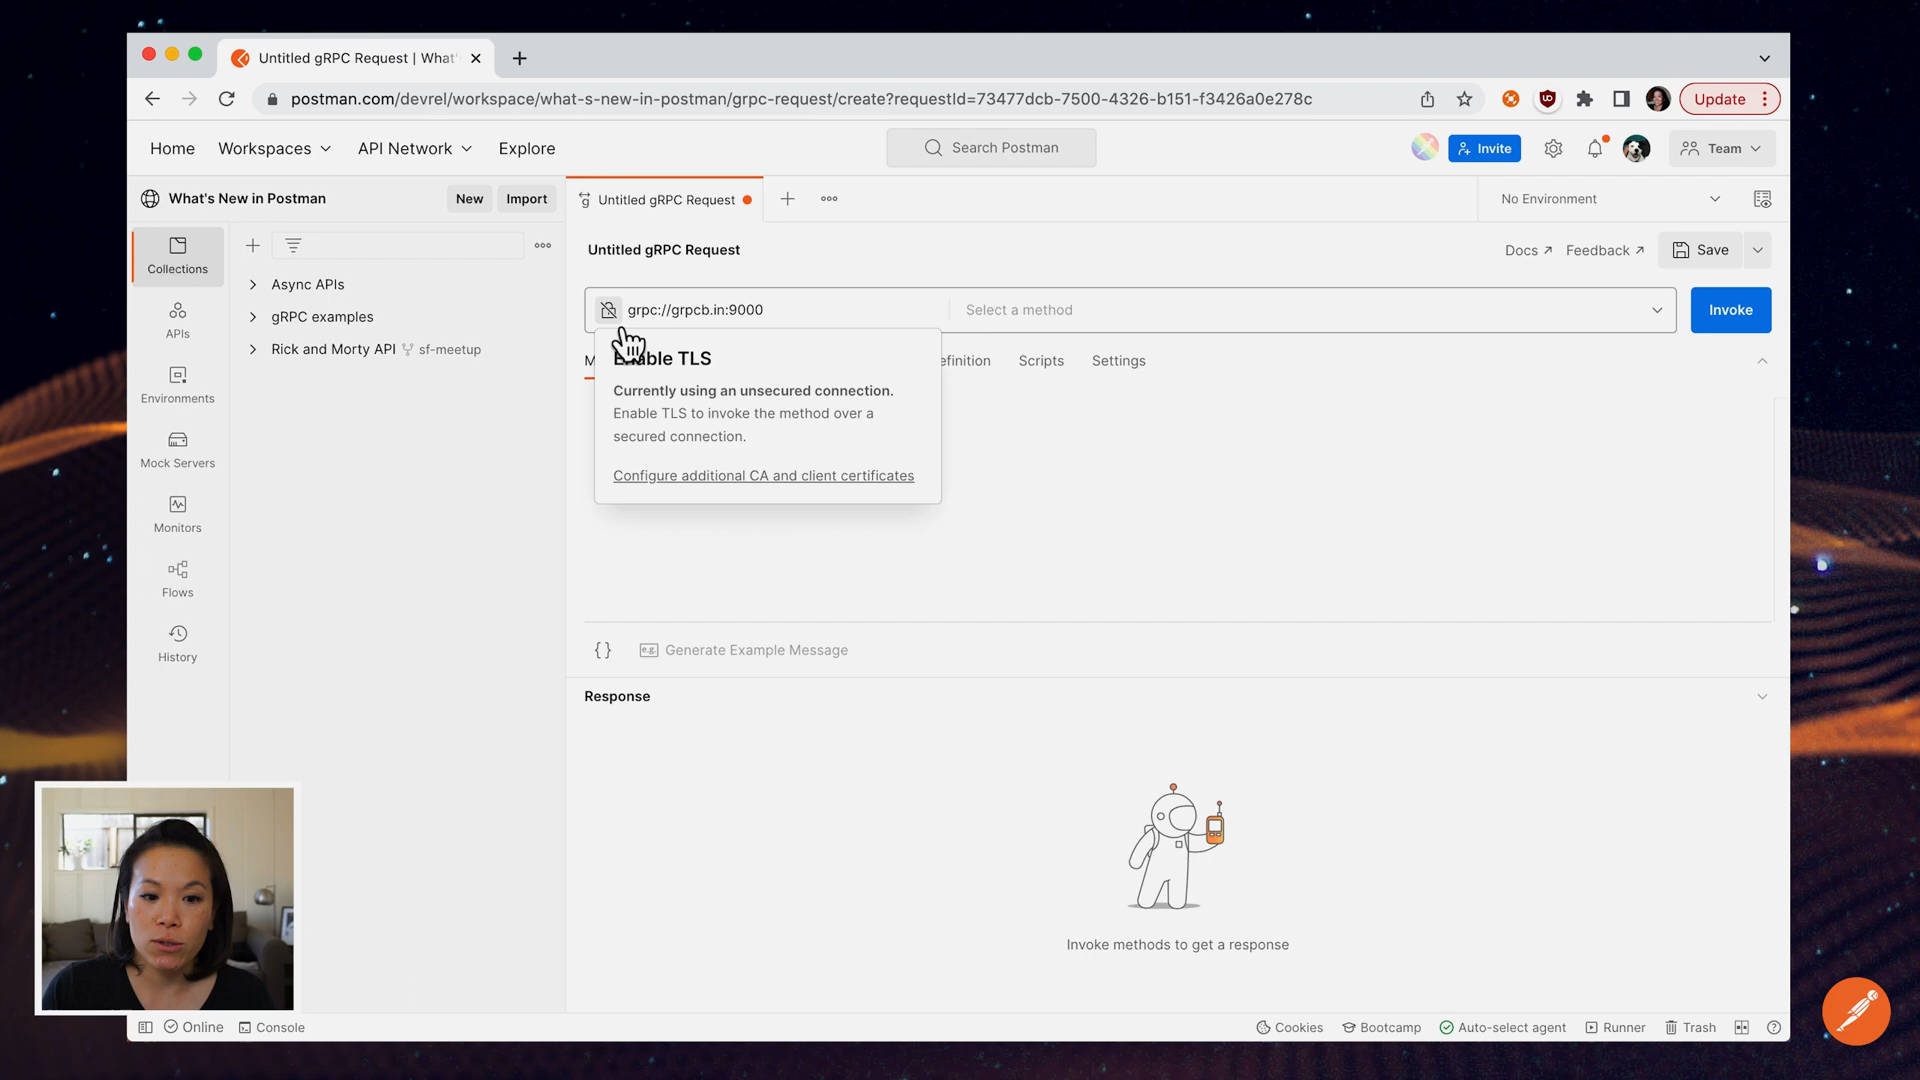 Untitled gRPC Request | What'
postman.com/devrel/workspace/what-s-new-in-postman/grpc-request/create?requestId=73477dcb-7500-4326-b151-f3426a0e278c
Update
Home
Workspaces
API Network
Explore
Search Postman
Invite
Team
What's New in Postman
New
Import
Untitled gRPC Request
No Environment
Collections
APIs
Environments
Mock Servers
Monitors
Flows
History
Async APIs
gRPC examples
Rick and Morty API sf-meetup
Untitled gRPC Request
Docs
Feedback
Save
grpc://grpcb.in:9000
Select a method
Invoke
efinition
Scripts
Settings
Enable TLS
Currently using an unsecured connection.
Enable TLS to invoke the method over a
secured connection.
Configure additional CA and client certificates
{}
e.g. Generate Example Message
Response
Invoke methods to get a response
Online
Console
Cookies
Bootcamp
Auto-select agent
Runner
Trash